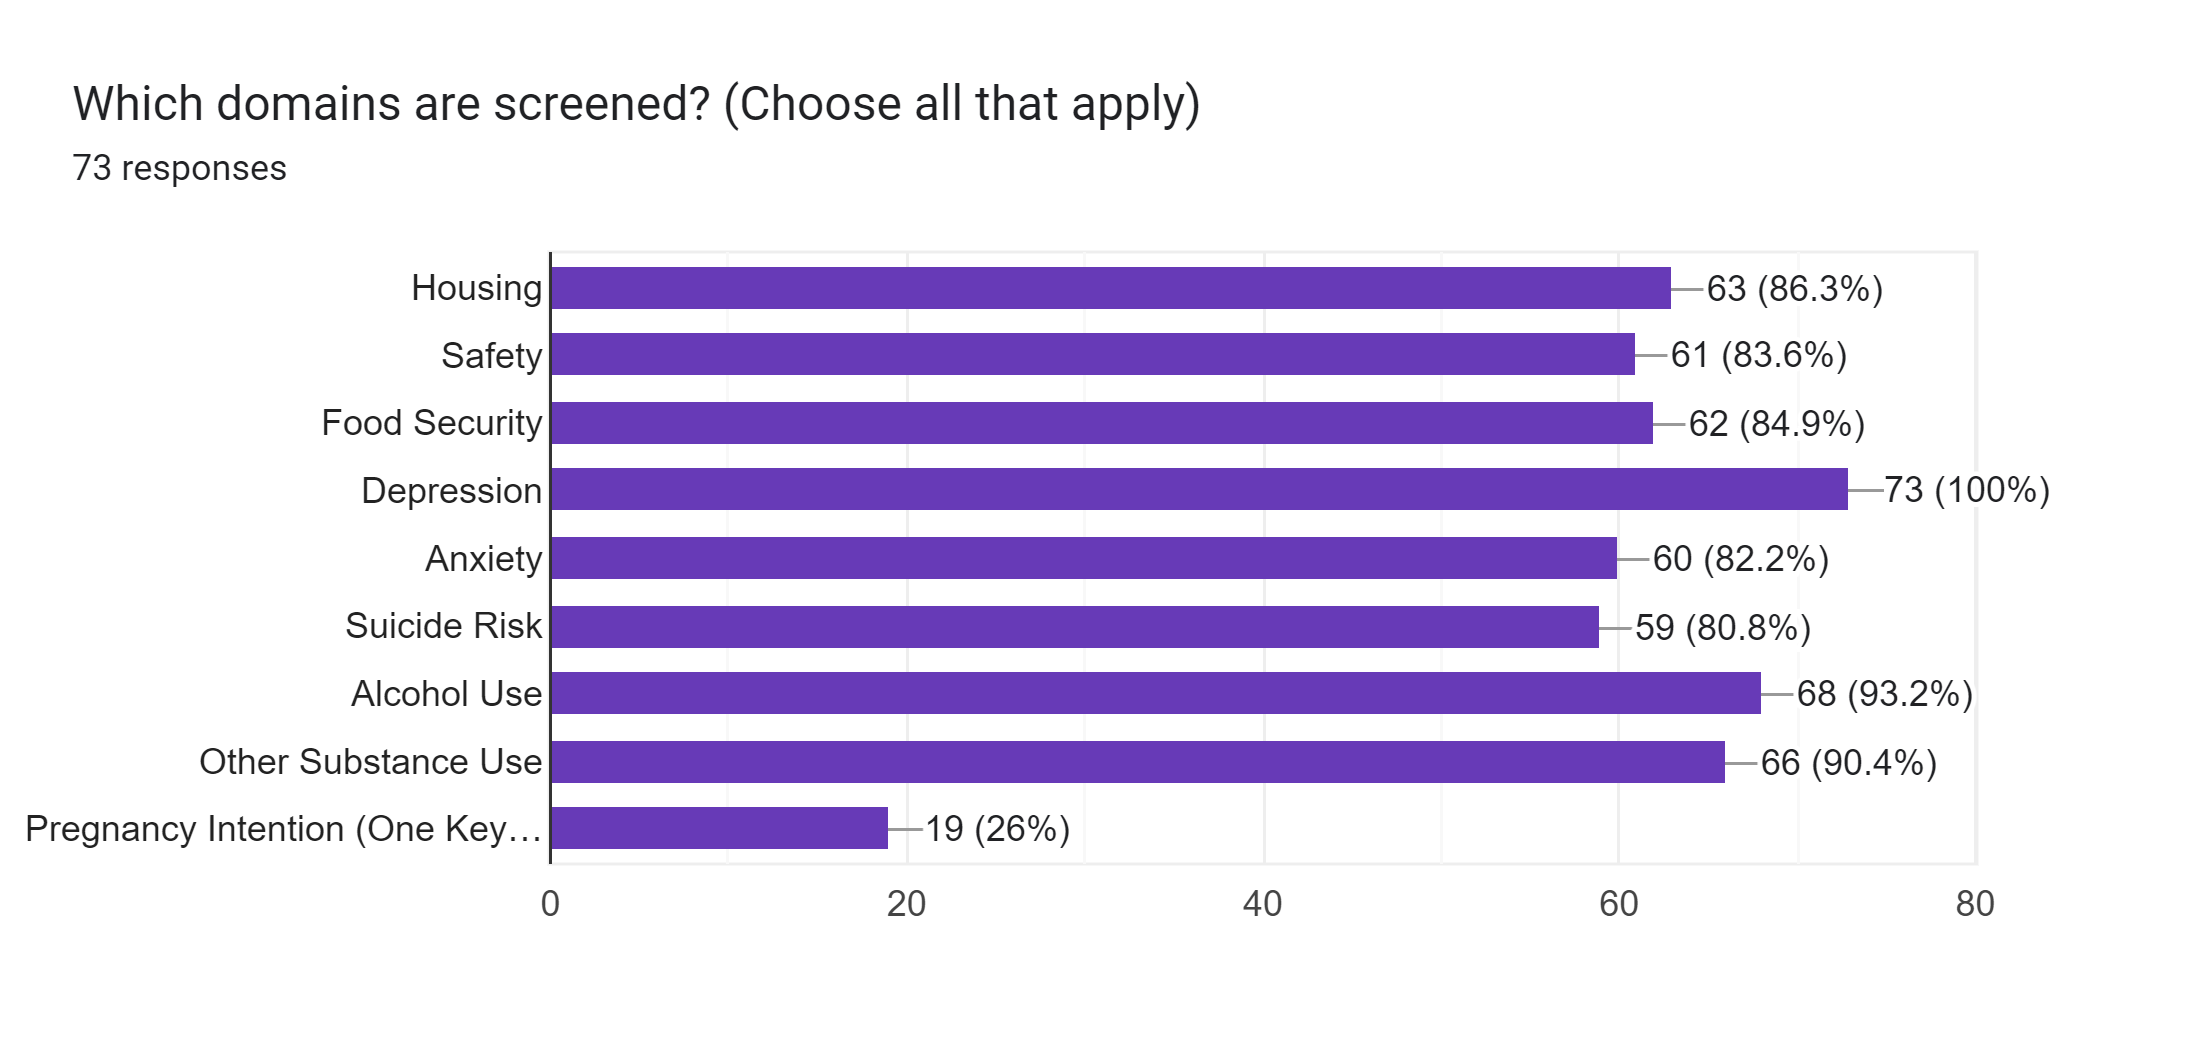 Which domains are screened? (Choose all that apply)
73 responses
Housing 63 (86.3%)
Safety 61 (83.6%)
Food Security 62 (84.9%)
Depression 73 (100%)
Anxiety 60 (82.2%)
Suicide Risk 59 (80.8%)
Alcohol Use 68 (93.2%)
Other Substance Use 66 (90.4%)
Pregnancy Intention (One Key… 19 (26%)
0 20 40 60 80